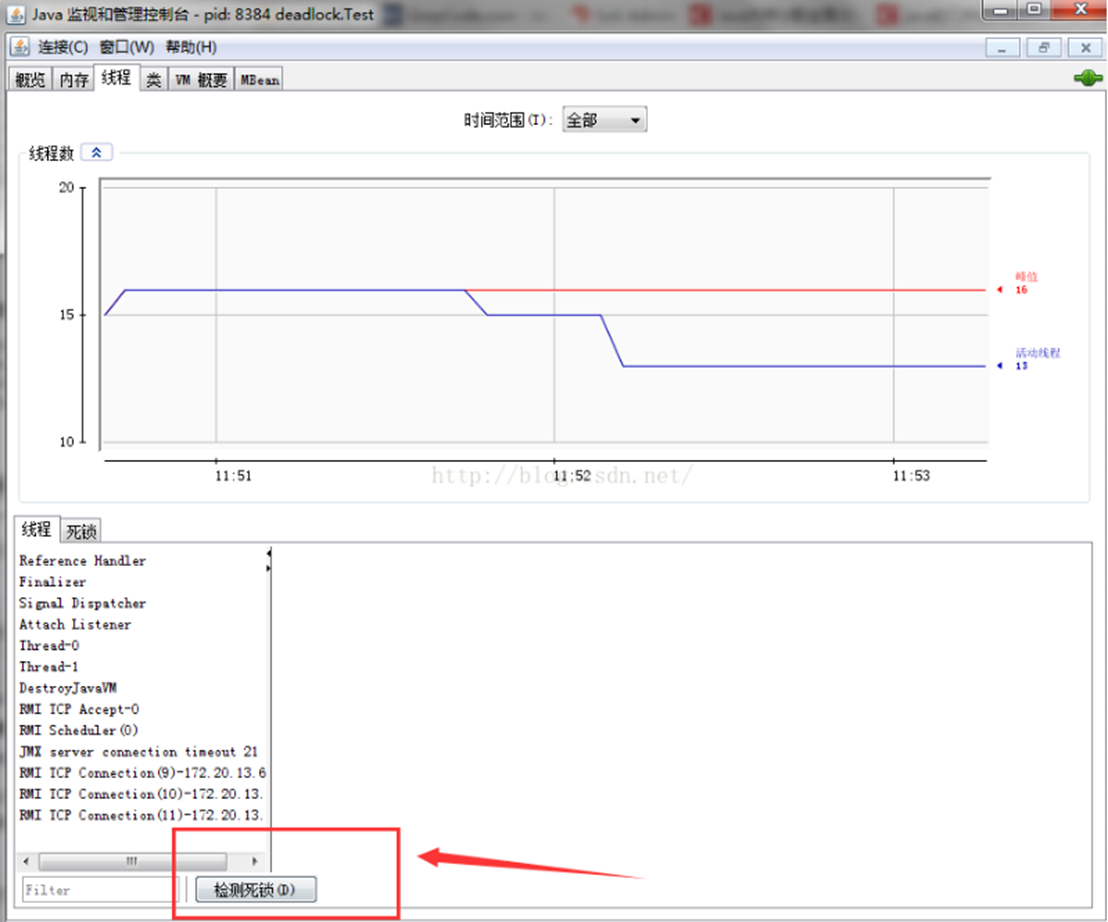 Java 监视和管理控制台 - pid: 8384 deadlock.Test
连接(C) 窗口(W) 帮助(H)
概览 内存 线程 类 VM 概要 MBean
时间范围(T): 全部
线程数
20
峰值
16
15
活动线程
13
10
11:51 11:52 11:53
http://blog.csdn.net/
线程 死锁
Reference Handler
Finalizer
Signal Dispatcher
Attach Listener
Thread-0
Thread-1
DestroyJavaVM
RMI TCP Accept-0
RMI Scheduler(0)
JMX server connection timeout 21
RMI TCP Connection(9)-172.20.13.6
RMI TCP Connection(10)-172.20.13.
RMI TCP Connection(11)-172.20.13.
Filter 检测死锁(D)